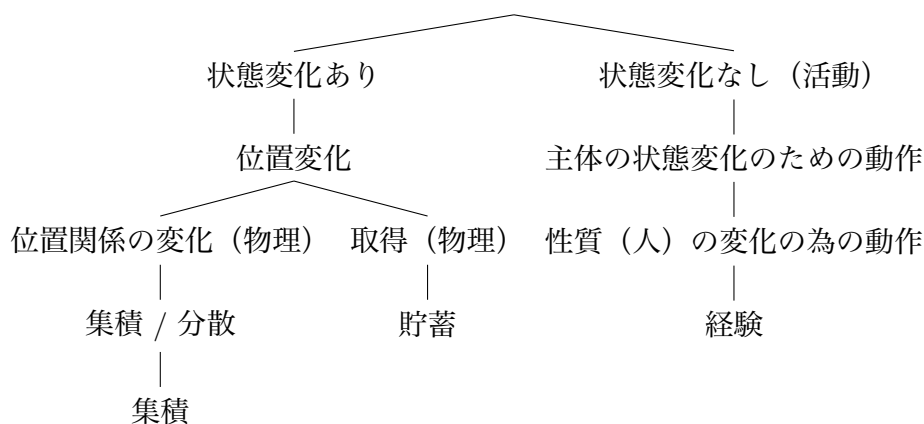 状態変化あり 状態変化なし（活動）
位置変化 主体の状態変化のための動作
位置関係の変化（物理） 取得（物理） 性質（人）の変化の為の動作
集積 / 分散 貯蓄 経験
集積